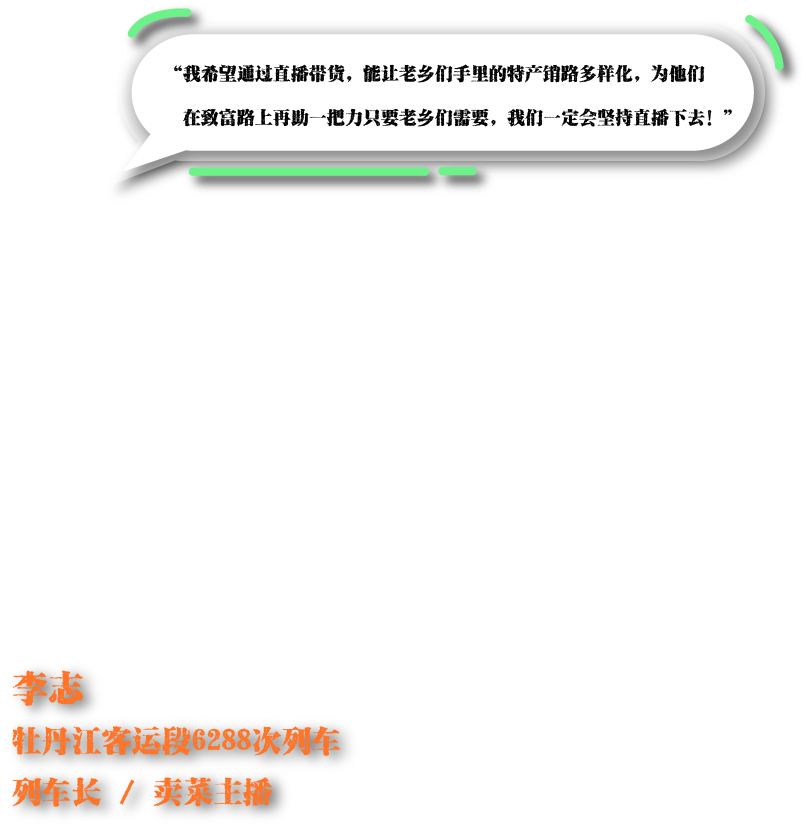 “我希望通过直播带货，能让老乡们手里的特产销路多样化，为他们
在致富路上再助一把力只要老乡们需要，我们一定会坚持直播下去！”
李志
牡丹江客运段6288次列车
列车长 / 卖菜主播